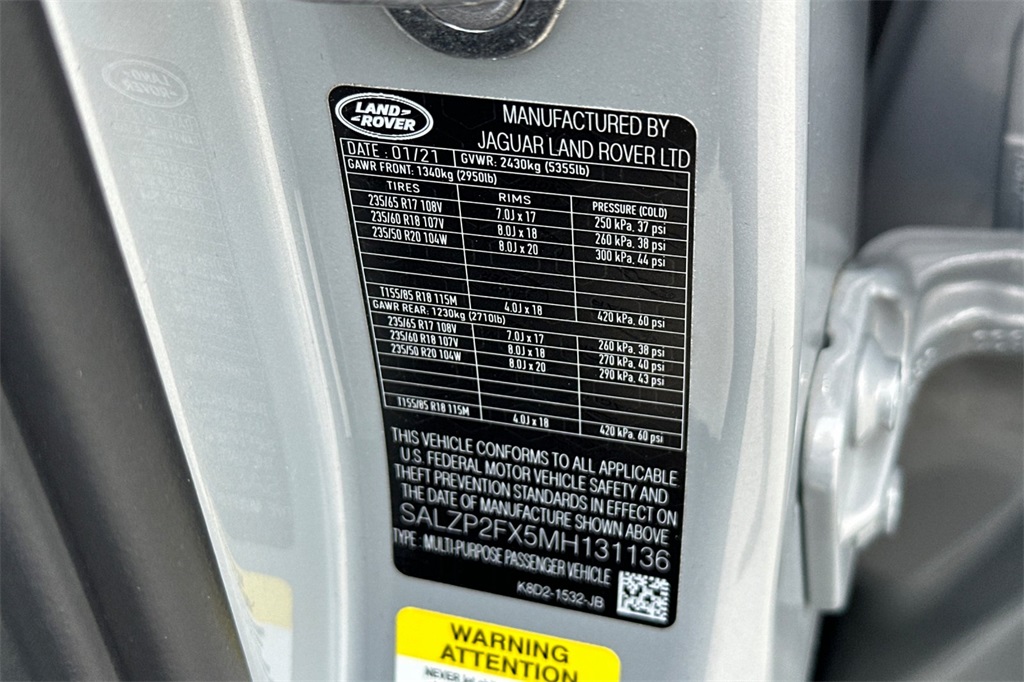 LAND ROVER
MANUFACTURED BY
JAGUAR LAND ROVER LTD
DATE : 01/21 GVWR: 2430kg (5355lb)
GAWR FRONT: 1340kg (2950lb)
TIRES RIMS PRESSURE (COLD)
235/65 R17 108V 7.0J x 17 250 kPa, 37 psi
235/60 R18 107V 8.0J x 18 260 kPa, 38 psi
235/50 R20 104W 8.0J x 20 300 kPa, 44 psi
T155/85 R18 115M 4.0J x 18 420 kPa, 60 psi
GAWR REAR: 1230kg (2710lb)
235/65 R17 108V 7.0J x 17 260 kPa, 38 psi
235/60 R18 107V 8.0J x 18 270 kPa, 40 psi
235/50 R20 104W 8.0J x 20 290 kPa, 43 psi
T155/85 R18 115M 4.0J x 18 420 kPa, 60 psi
THIS VEHICLE CONFORMS TO ALL APPLICABLE
U.S. FEDERAL MOTOR VEHICLE SAFETY AND
THEFT PREVENTION STANDARDS IN EFFECT ON
THE DATE OF MANUFACTURE SHOWN ABOVE
SALZP2FX5MH131136
TYPE: MULTI-PURPOSE PASSENGER VEHICLE
K8D2-1532-JB
WARNING
ATTENTION
NEVER